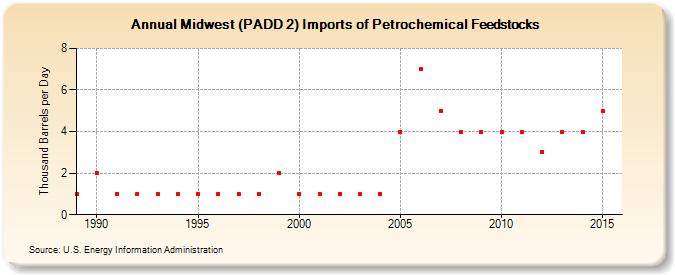 Annual Midwest (PADD 2) Imports of Petrochemical Feedstocks
Thousand Barrels per Day
8
6
4
2
0
1990 1995 2000 2005 2010 2015
Source: U.S. Energy Information Administration